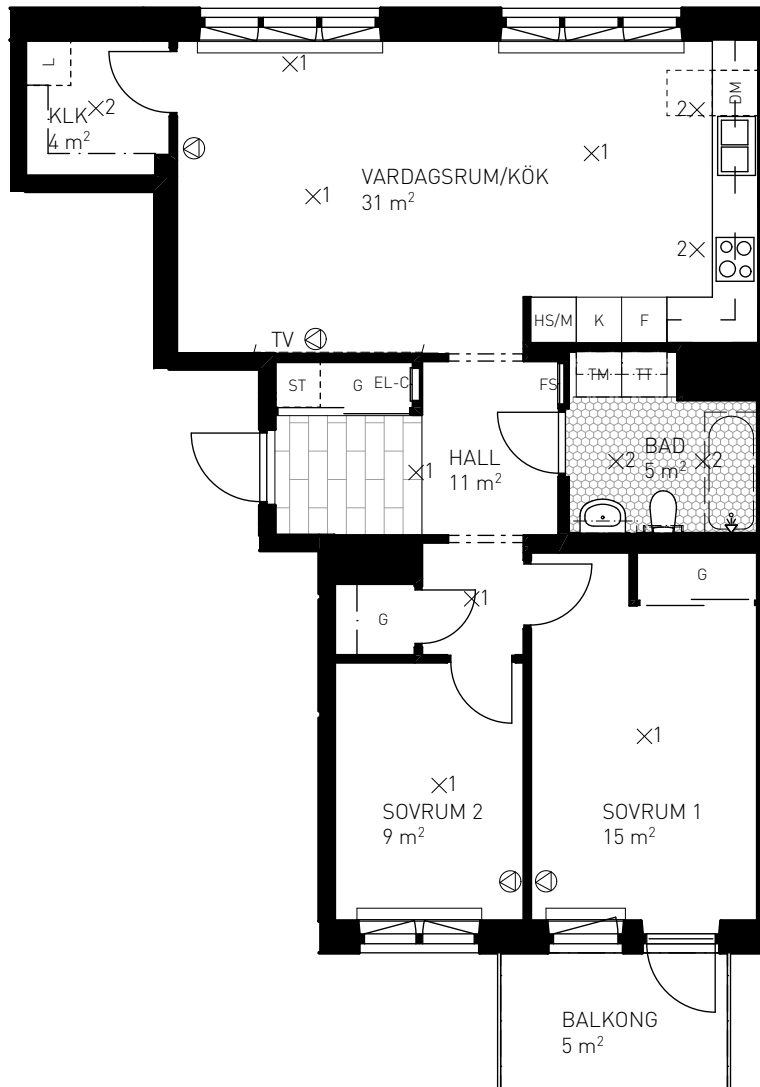 L
1
KLK
4 m²
2
DM
2
1
VARDAGSRUM/KÖK
31 m²
1
2
TV
HS/M
K
F
ST
G
EL-C
FS
TM
TT
HALL
11 m²
1
BAD
5 m²
2
2
G
1
G
1
SOVRUM 2
9 m²
1
SOVRUM 1
15 m²
BALKONG
5 m²